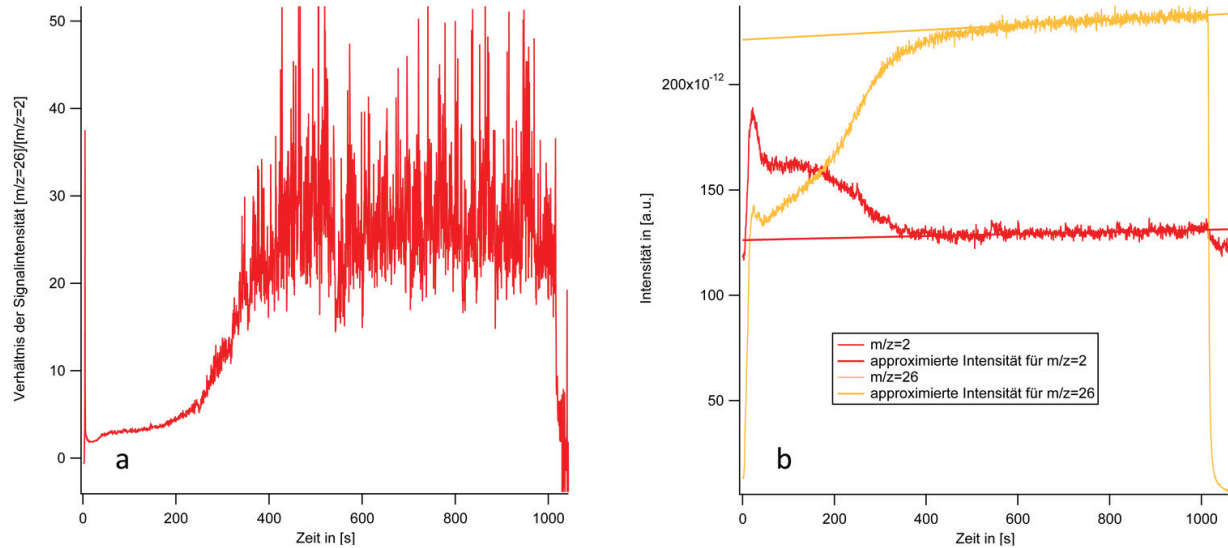 Verhältnis der Signalintensität [m/z=26]/[m/z=2]
50
40
30
20
10
0
a
0
200
400
600
800
1000
Zeit in [s]
Intensität in [a.u.]
200x10-12
150
100
50
m/z=2
approximierte Intensität für m/z=2
m/z=26
approximierte Intensität für m/z=26
b
0
200
400
600
800
1000
Zeit in [s]